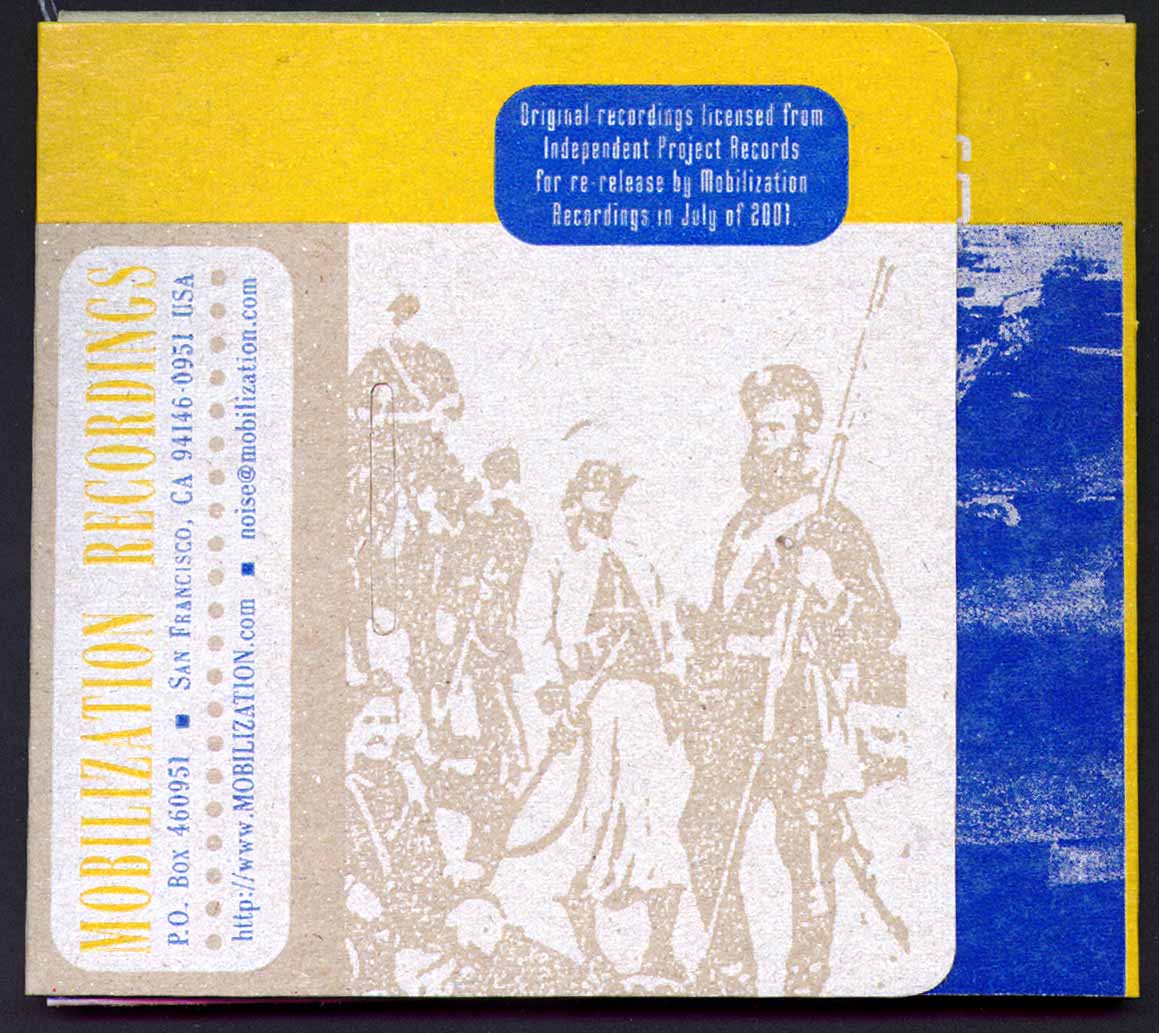 Original recordings licensed from
Independent Project Records
for re-release by Mobilization
Recordings in July of 2001.
MOBILIZATION RECORDINGS
P.O. Box 460951 ■ SAN FRANCISCO, CA 94146-0951 USA
http://www.MOBILIZATION.com ■ noise@mobilization.com